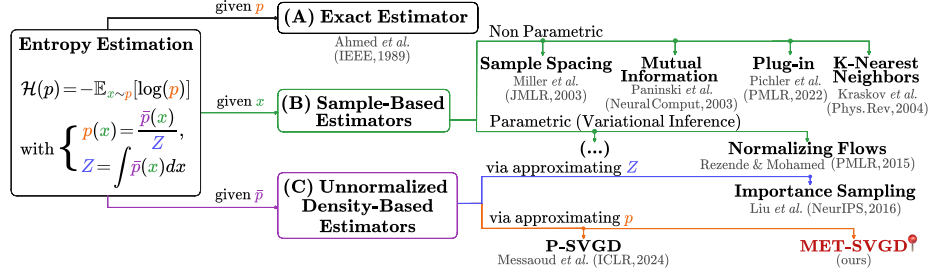 given p
(A) Exact Estimator
Ahmed et al.
(IEEE, 1989)
Entropy Estimation
H(p) = −𝔼x∼p[log(p)]
with { p(x) = p̄(x)/Z,
Z = ∫ p̄(x)dx
given x
(B) Sample-Based
Estimators
Non Parametric
Sample Spacing
Miller et al.
(JMLR, 2003)
Mutual
Information
Paninski et al.
(Neural Comput, 2003)
Plug-in
Pichler et al.
(PMLR, 2022)
K-Nearest
Neighbors
Kraskov et al.
(Phys.Rev, 2004)
Parametric (Variational Inference)
(...)
Normalizing Flows
Rezende & Mohamed (PMLR, 2015)
given p̄
(C) Unnormalized
Density-Based
Estimators
via approximating Z
Importance Sampling
Liu et al. (NeurIPS, 2016)
via approximating p
P-SVGD
Messaoud et al. (ICLR, 2024)
MET-SVGD
(ours)